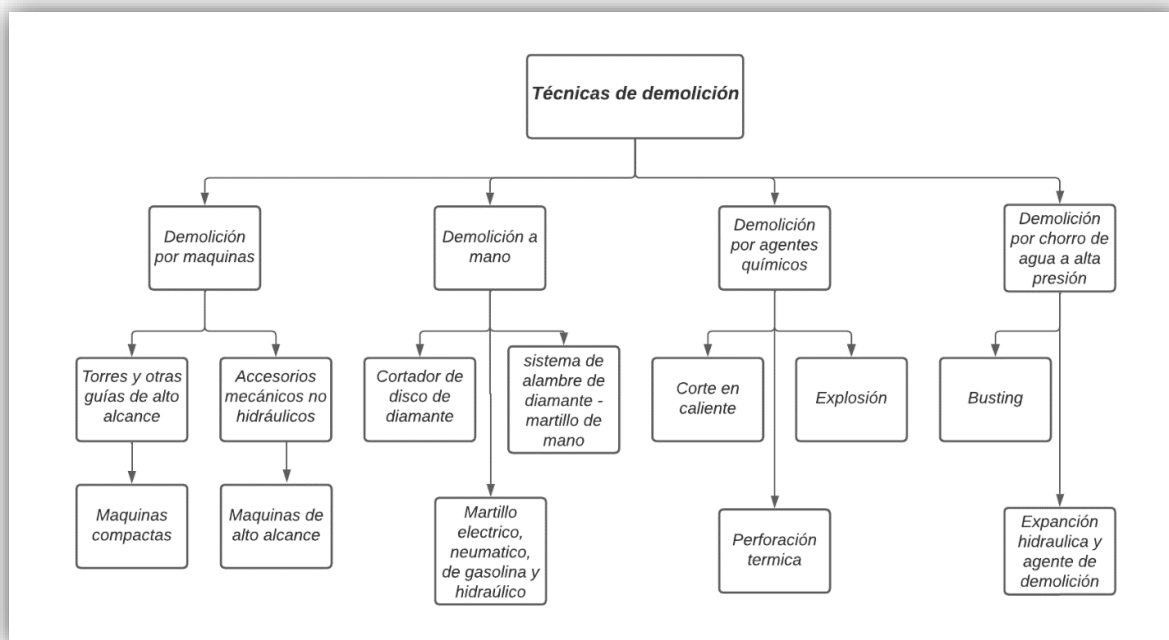 Técnicas de demolición
Demolición
por maquinas
Demolición a
mano
Demolición
por agentes
químicos
Demolición
por chorro de
agua a alta
presión
Torres y otras
guías de alto
alcance
Accesorios
mecánicos no
hidráulicos
Cortador de
disco de
diamante
sistema de
alambre de
diamante -
martillo de
mano
Corte en
caliente
Explosión
Busting
Maquinas
compactas
Maquinas de
alto alcance
Martillo
electrico,
neumatico,
de gasolina y
hidraúlico
Perforación
termica
Expanción
hidraulica y
agente de
demolición